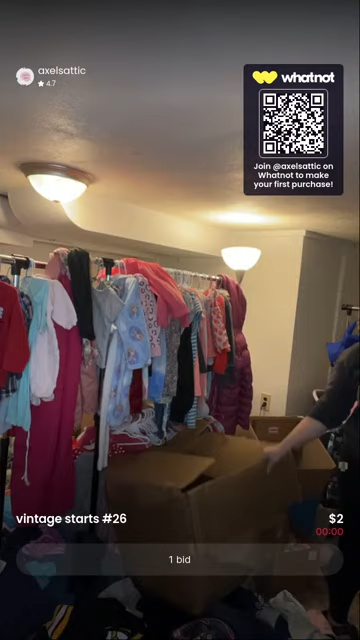 axelsattic
★ 4.7
whatnot
Join @axelsattic on
Whatnot to make
your first purchase!
vintage starts #26
$2
00:00
1 bid